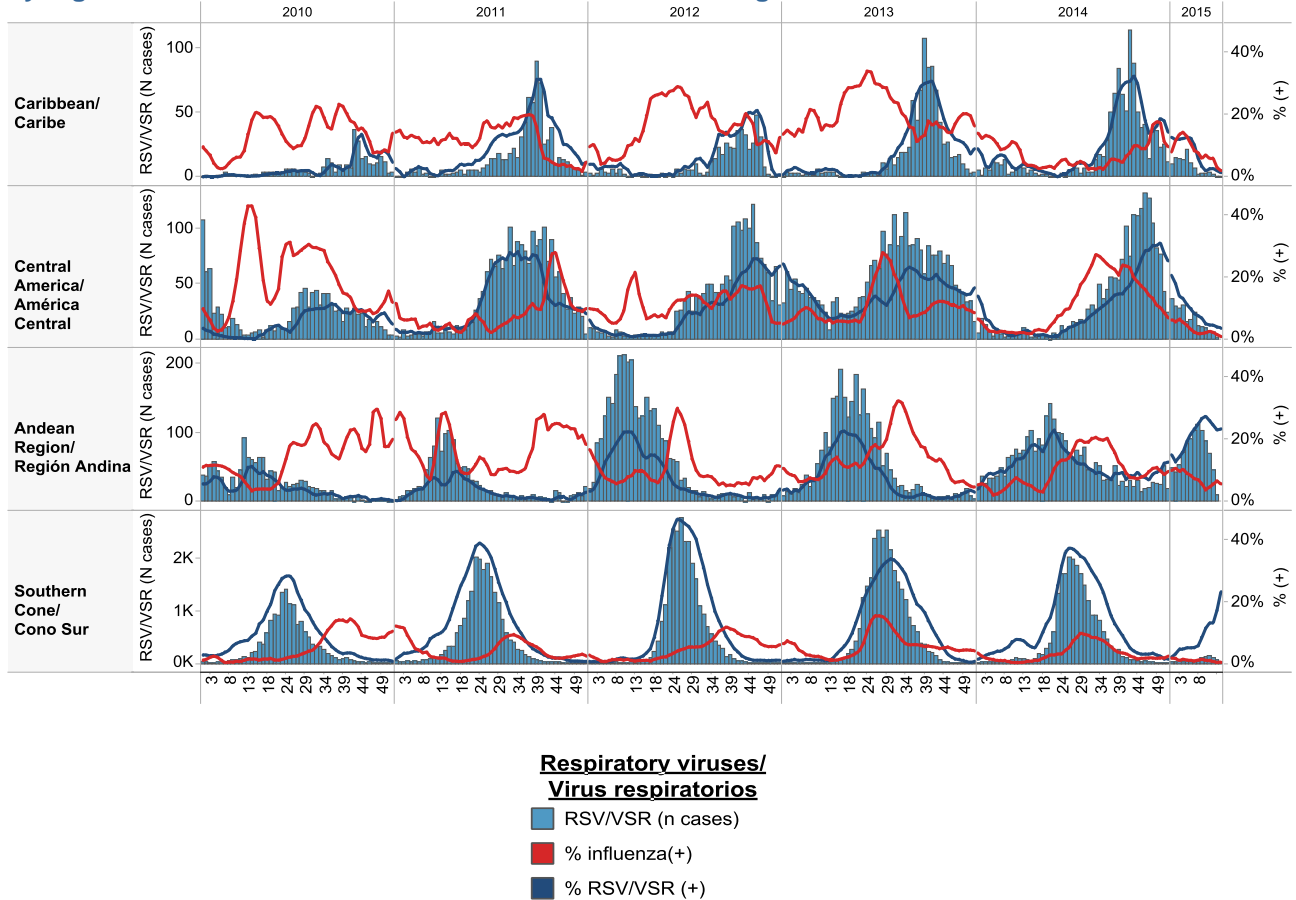 2010 2011 2012 2013 2014 2015
Caribbean/
Caribe
RSV/VSR (N cases)
100
50
0
40%
20%
0%
% (+)
Central
America/
América
Central
RSV/VSR (N cases)
100
50
0
40%
20%
0%
% (+)
Andean
Region/
Región Andina
RSV/VSR (N cases)
200
100
0
40%
20%
0%
% (+)
Southern
Cone/
Cono Sur
RSV/VSR (N cases)
2K
1K
0K
40%
20%
0%
% (+)
3 8 13 18 24 29 34 39 44 49 3 8 13 18 24 29 34 39 44 49 3 8 13 18 24 29 34 39 44 49 3 8 13 18 24 29 34 39 44 49 3 8 13 18 24 29 34 39 44 49 3 8
Respiratory viruses/
Virus respiratorios
RSV/VSR (n cases)
% influenza(+)
% RSV/VSR (+)